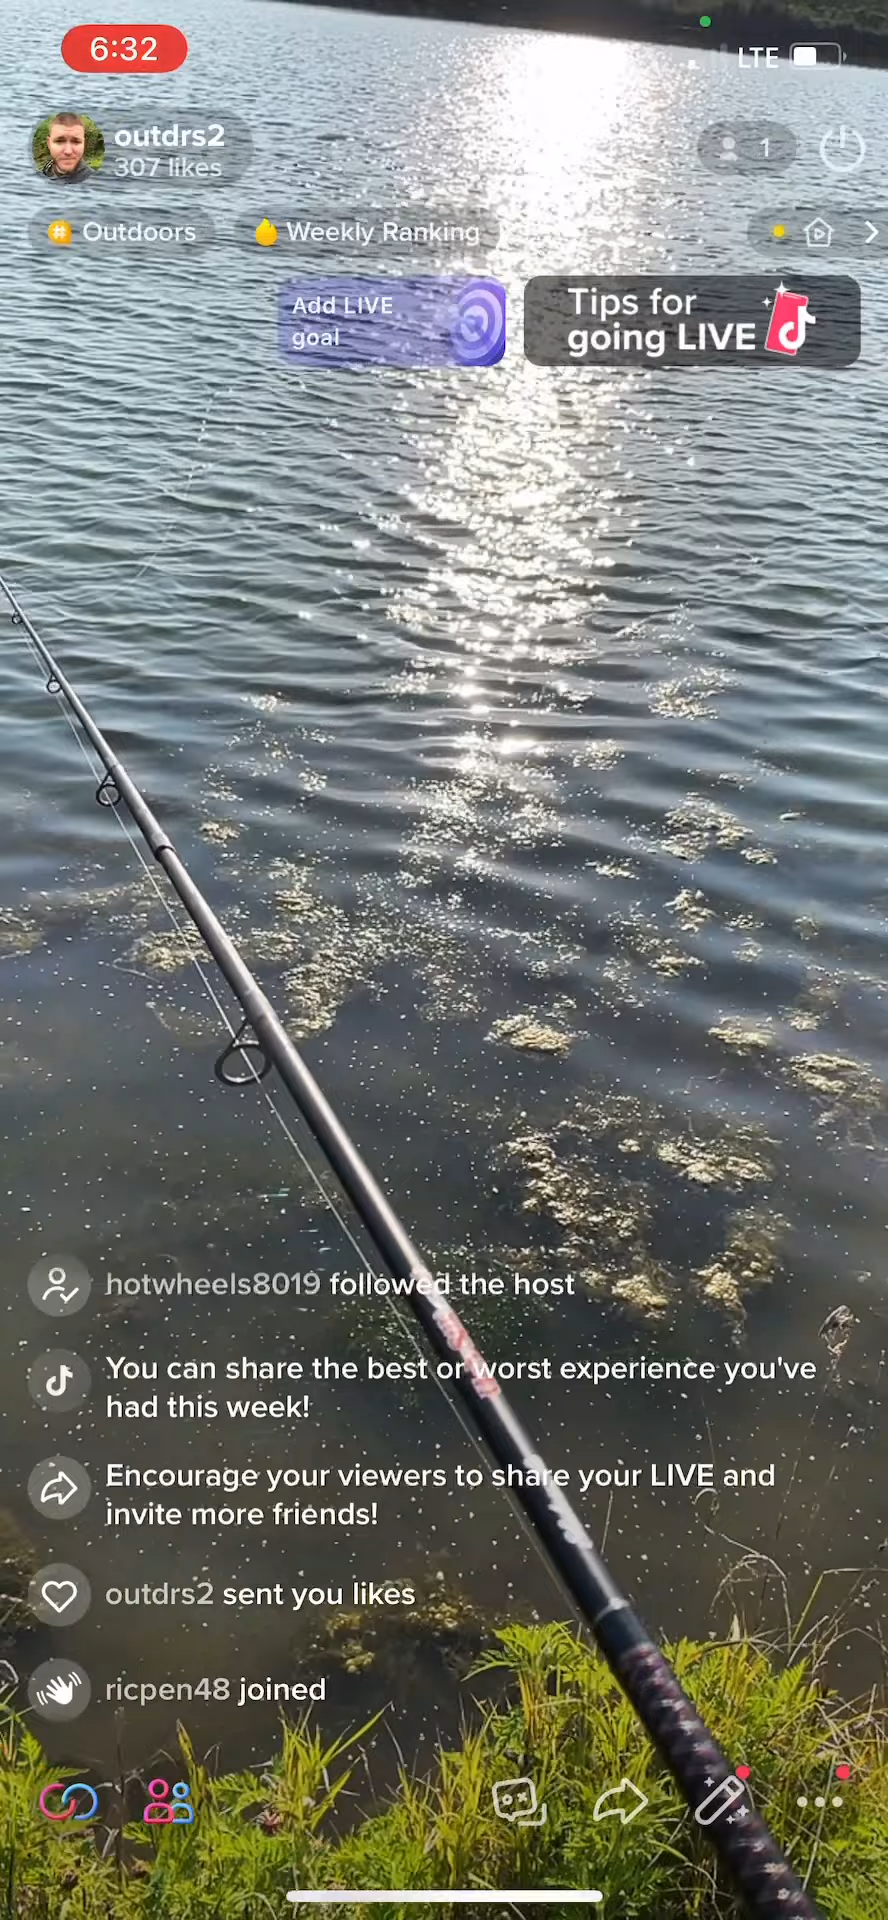 6:32
LTE
outdrs2
307 likes
1
Outdoors
Weekly Ranking
Add LIVE
goal
Tips for
going LIVE
hotwheels8019 followed the host
You can share the best or worst experience you've
had this week!
Encourage your viewers to share your LIVE and
invite more friends!
outdrs2 sent you likes
ricpen48 joined